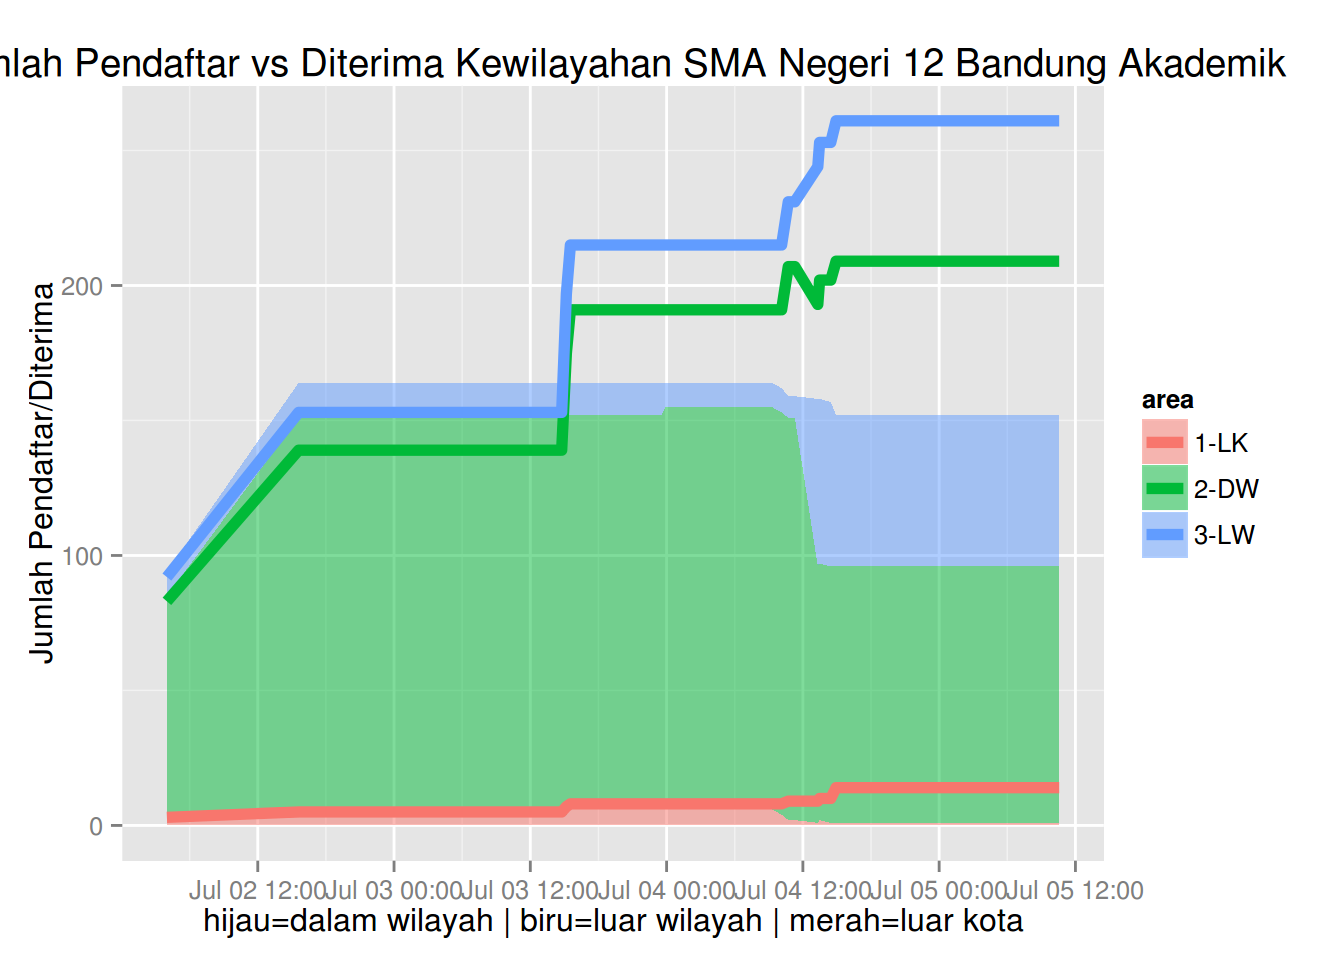 Pendaftar vs Diterima Kewilayahan SMA Negeri 12 Bandung Akademik
Jumlah Pendaftar/Diterima
200
100
0
Jul 02 12:00
Jul 03 00:00
Jul 03 12:00
Jul 04 00:00
Jul 04 12:00
Jul 05 00:00
Jul 05 12:00
hijau=dalam wilayah | biru=luar wilayah | merah=luar kota
area
1-LK
2-DW
3-LW